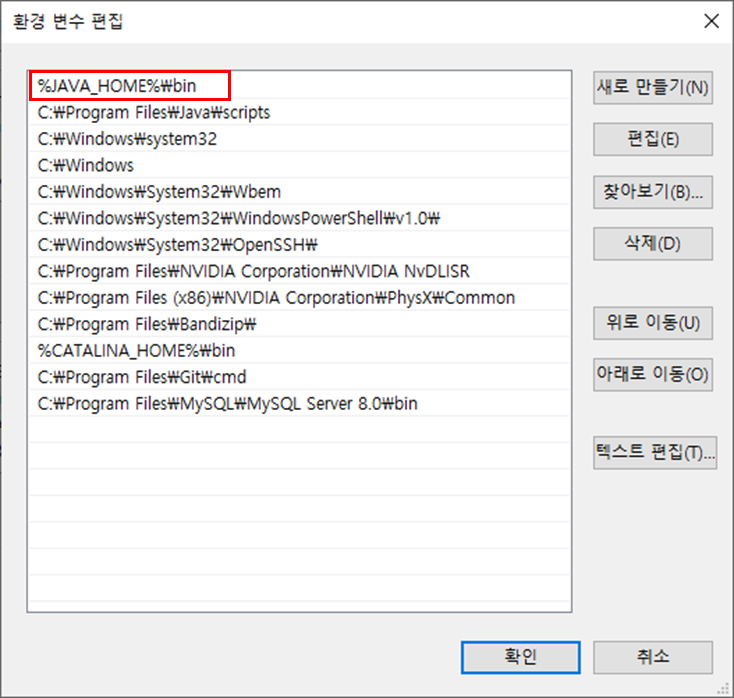 환경 변수 편집
%JAVA_HOME%₩bin
C:₩Program Files₩Java₩scripts
C:₩Windows₩system32
C:₩Windows
C:₩Windows₩System32₩Wbem
C:₩Windows₩System32₩WindowsPowerShell₩v1.0₩
C:₩Windows₩System32₩OpenSSH₩
C:₩Program Files₩NVIDIA Corporation₩NVIDIA NvDLISR
C:₩Program Files (x86)₩NVIDIA Corporation₩PhysX₩Common
C:₩Program Files₩Bandizip₩
%CATALINA_HOME%₩bin
C:₩Program Files₩Git₩cmd
C:₩Program Files₩MySQL₩MySQL Server 8.0₩bin
새로 만들기(N)
편집(E)
찾아보기(B)...
삭제(D)
위로 이동(U)
아래로 이동(O)
텍스트 편집(T)...
확인
취소